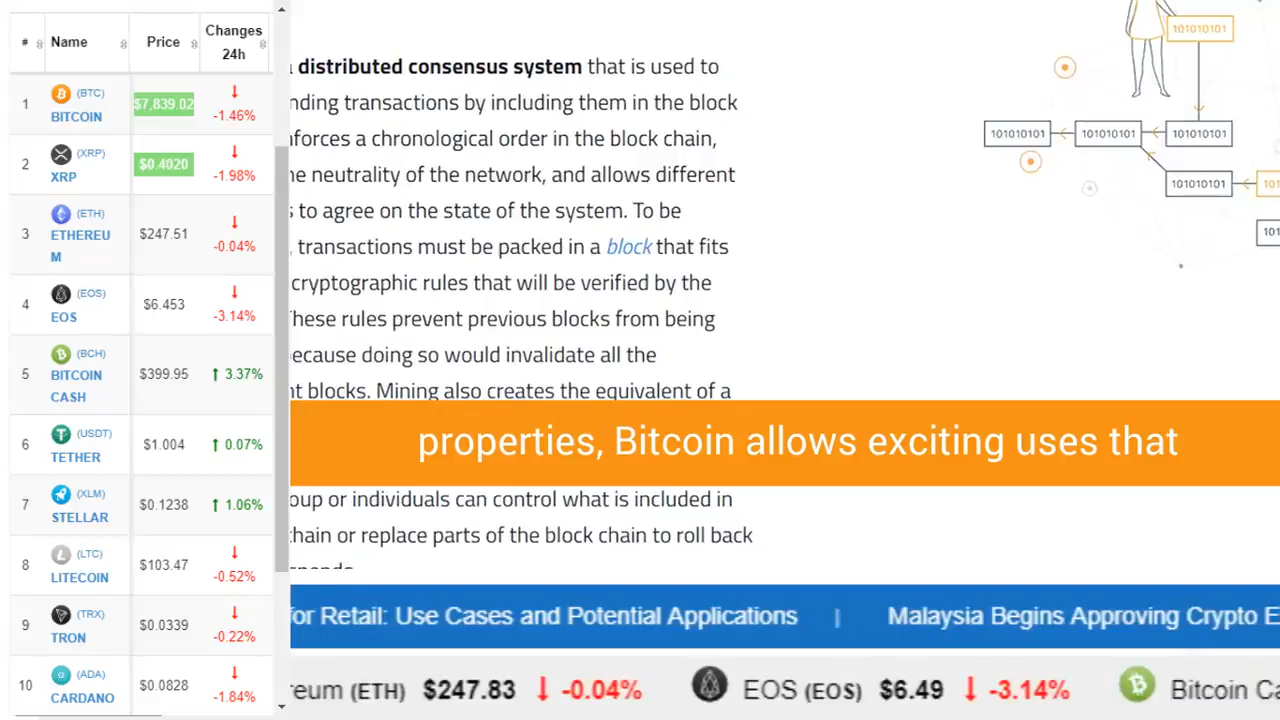 # Name Price Changes 24h
1 (BTC) BITCOIN $7,839.02 ↓ -1.46%
2 (XRP) XRP $0.4020 ↓ -1.98%
3 (ETH) ETHEREUM $247.51 ↓ -0.04%
4 (EOS) EOS $6.453 ↓ -3.14%
5 (BCH) BITCOIN CASH $399.95 ↑ 3.37%
6 (USDT) TETHER $1.004 ↑ 0.07%
7 (XLM) STELLAR $0.1238 ↑ 1.06%
8 (LTC) LITECOIN $103.47 ↓ -0.52%
9 (TRX) TRON $0.0339 ↓ -0.22%
10 (ADA) CARDANO $0.0828 ↓ -1.84%
distributed consensus system that is used to
nding transactions by including them in the block
nforces a chronological order in the block chain,
ne neutrality of the network, and allows different
s to agree on the state of the system. To be
, transactions must be packed in a block that fits
cryptographic rules that will be verified by the
These rules prevent previous blocks from being
ecause doing so would invalidate all the
nt blocks. Mining also creates the equivalent of a
properties, Bitcoin allows exciting uses that
oup or individuals can control what is included in
chain or replace parts of the block chain to roll back
101010101
101010101 101010101 101010101
101010101 101
101
for Retail: Use Cases and Potential Applications | Malaysia Begins Approving Crypto E
reum (ETH) $247.83 ↓ -0.04% EOS (EOS) $6.49 ↓ -3.14% Bitcoin Ca